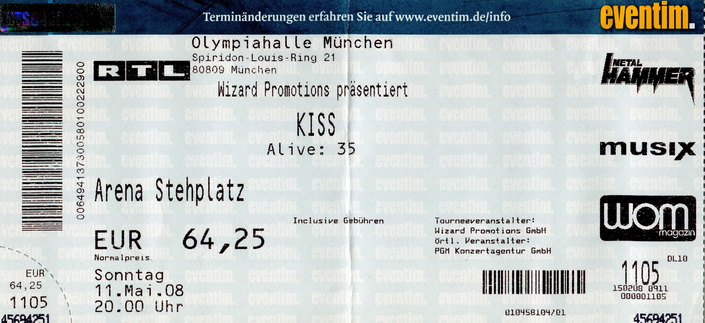 Terminänderungen erfahren Sie auf www.eventim.de/info
eventim.
Olympiahalle München
Spiridon-Louis-Ring 21
80809 München
RTL
Wizard Promotions präsentiert
KISS
Alive: 35
METAL
HAMMER
musix
WOM
magazin
Arena Stehplatz
Inclusive Gebühren
EUR 64,25
Normalpreis
Sonntag
11.Mai.08
20.00 Uhr
Tourneeveranstalter:
Wizard Promotions GmbH
örtl. Veranstalter:
PGM Konzertagentur GmbH
006494137300580100222900
EUR
64,25
1105
45694251
010458104/01
DL10
1105
150208 0911
000001105
45694251